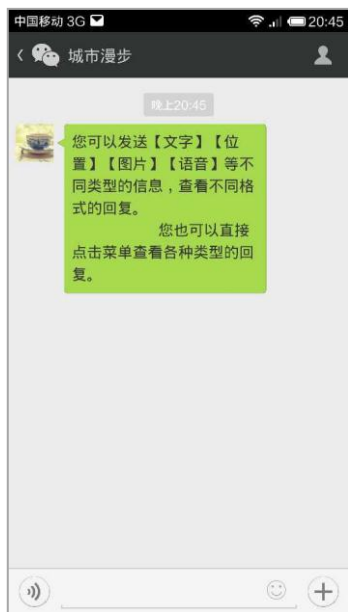 中国移动 3G 20:45
城市漫步
晚上20:45
您可以发送【文字】【位
置】【图片】【语音】等不
同类型的信息，查看不同格
式的回复。
您也可以直接
点击菜单查看各种类型的回
复。